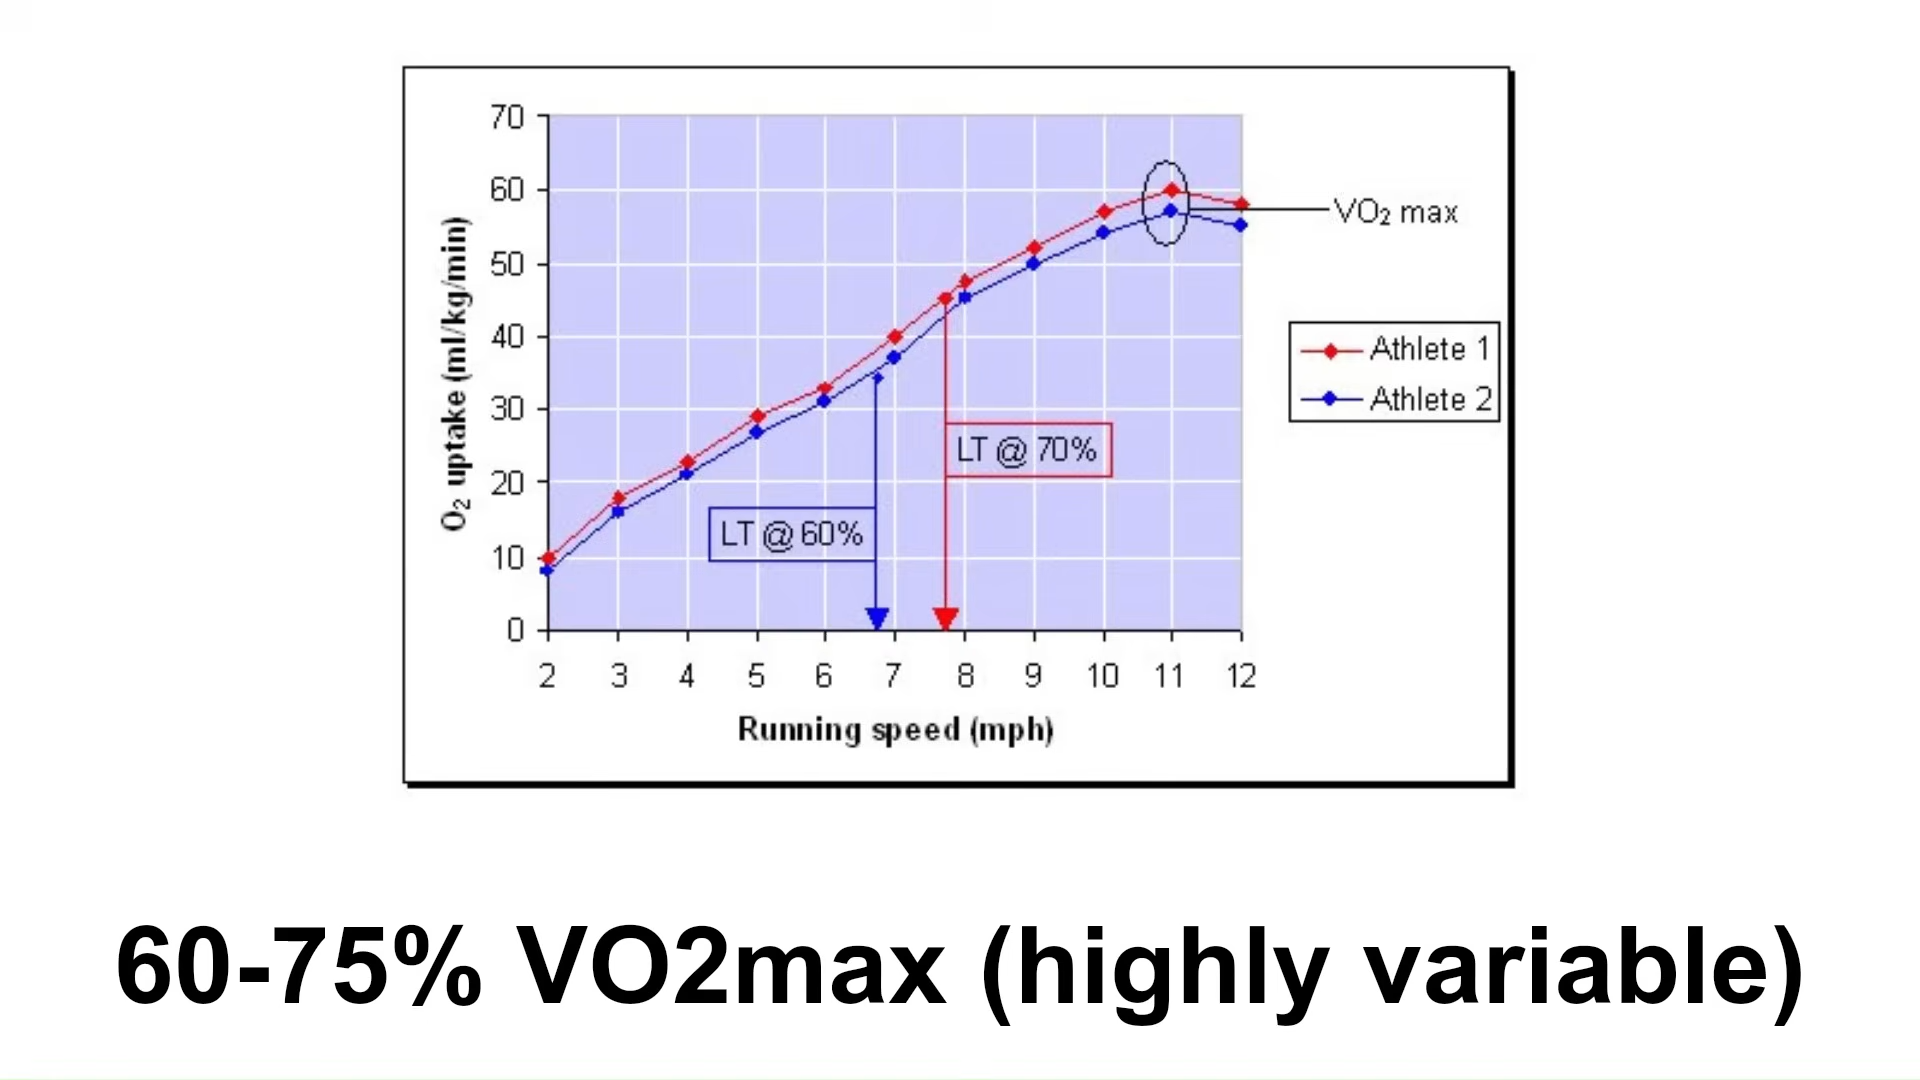 70
60
50
40
30
20
10
0
O2 uptake (ml/kg/min)
2 3 4 5 6 7 8 9 10 11 12
Running speed (mph)
VO2 max
LT @ 70%
LT @ 60%
Athlete 1
Athlete 2
60-75% VO2max (highly variable)